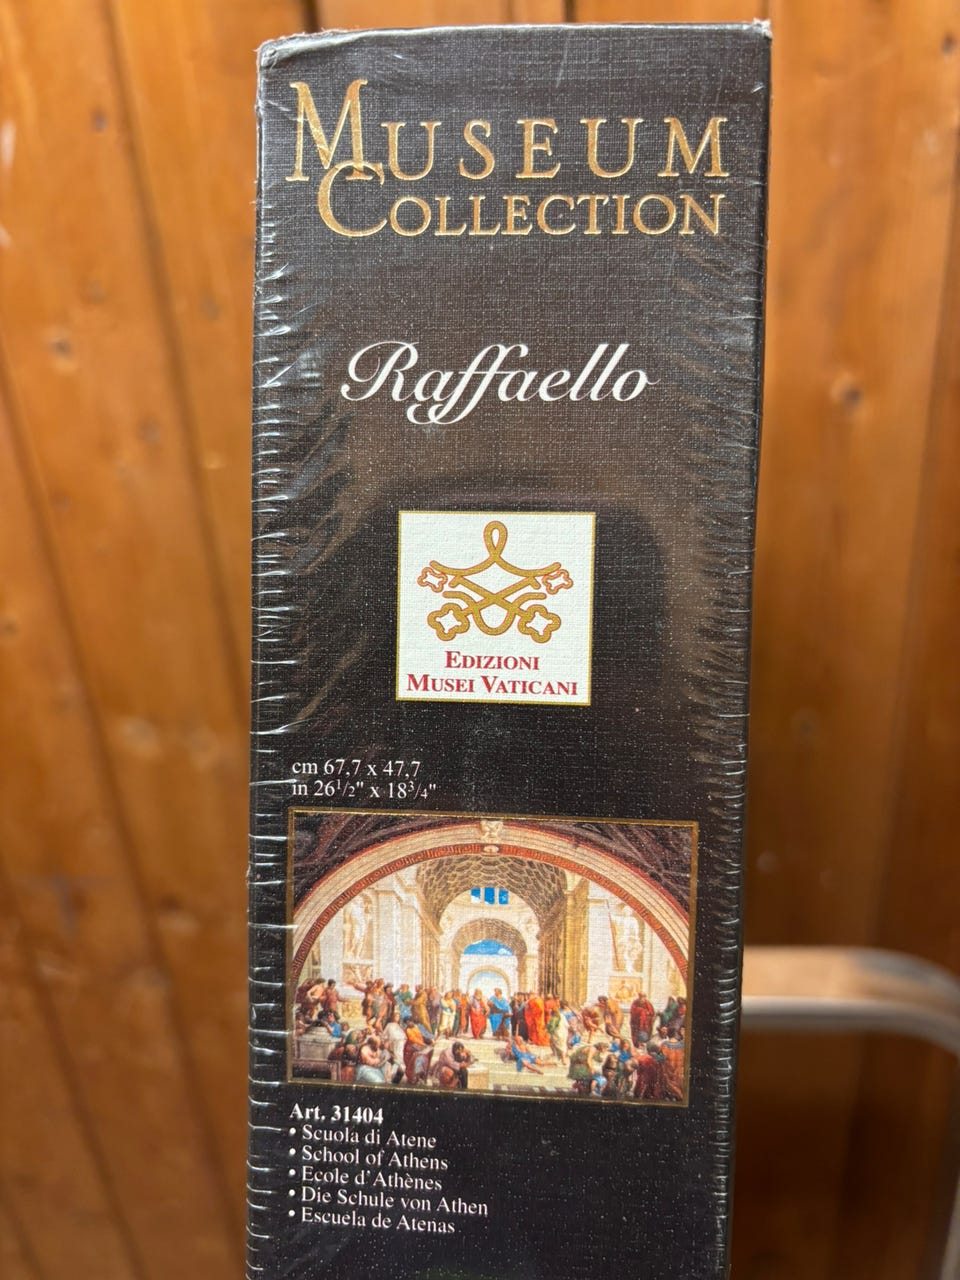 MUSEUM
COLLECTION
Raffaello
EDIZIONI
MUSEI VATICANI
cm 67,7 x 47,7
in 26 1/2" x 18 3/4"
Art. 31404
• Scuola di Atene
• School of Athens
• Ecole d'Athènes
• Die Schule von Athen
• Escuela de Atenas